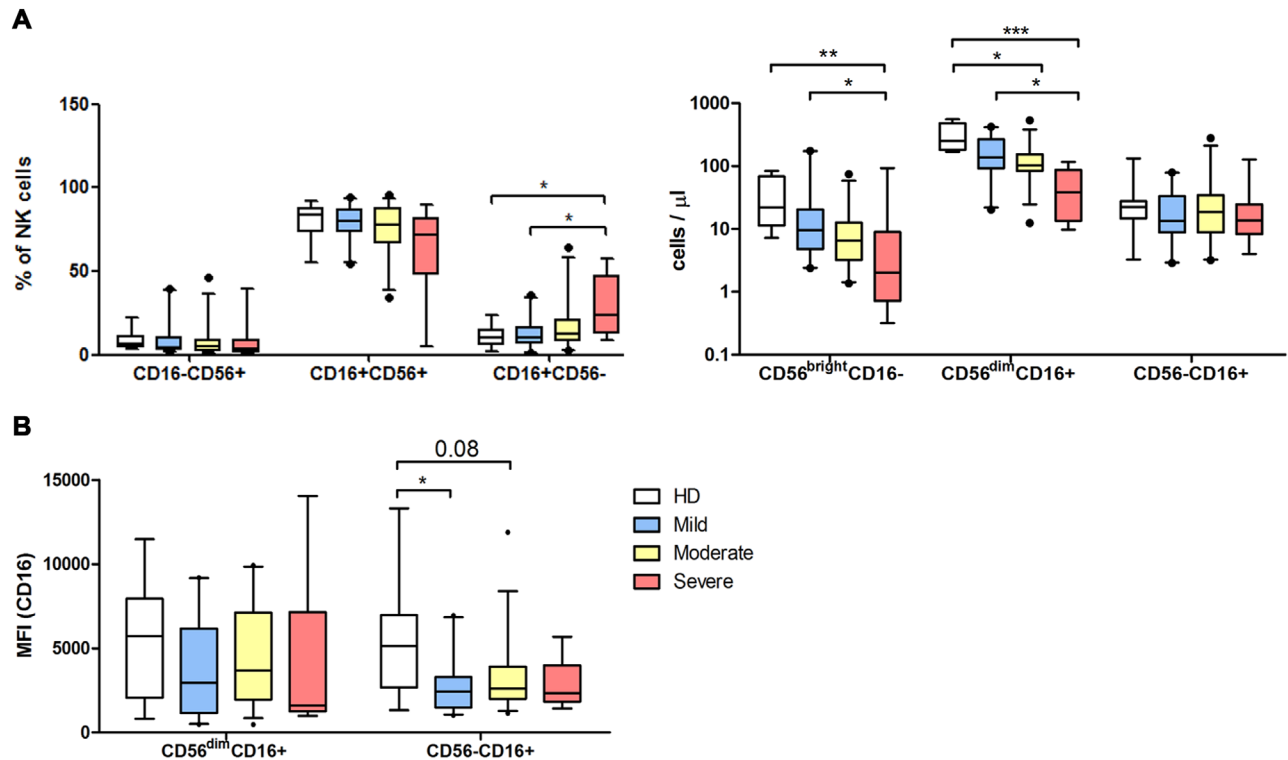 A
% of NK cells
150
100
50
0
*
*
CD16-CD56+
CD16+CD56+
CD16+CD56-
cells / µl
1000
100
10
1
0.1
**
*
***
*
*
CD56brightCD16-
CD56dimCD16+
CD56-CD16+
B
MFI (CD16)
15000
10000
5000
0
0.08
*
CD56dimCD16+
CD56-CD16+
HD
Mild
Moderate
Severe